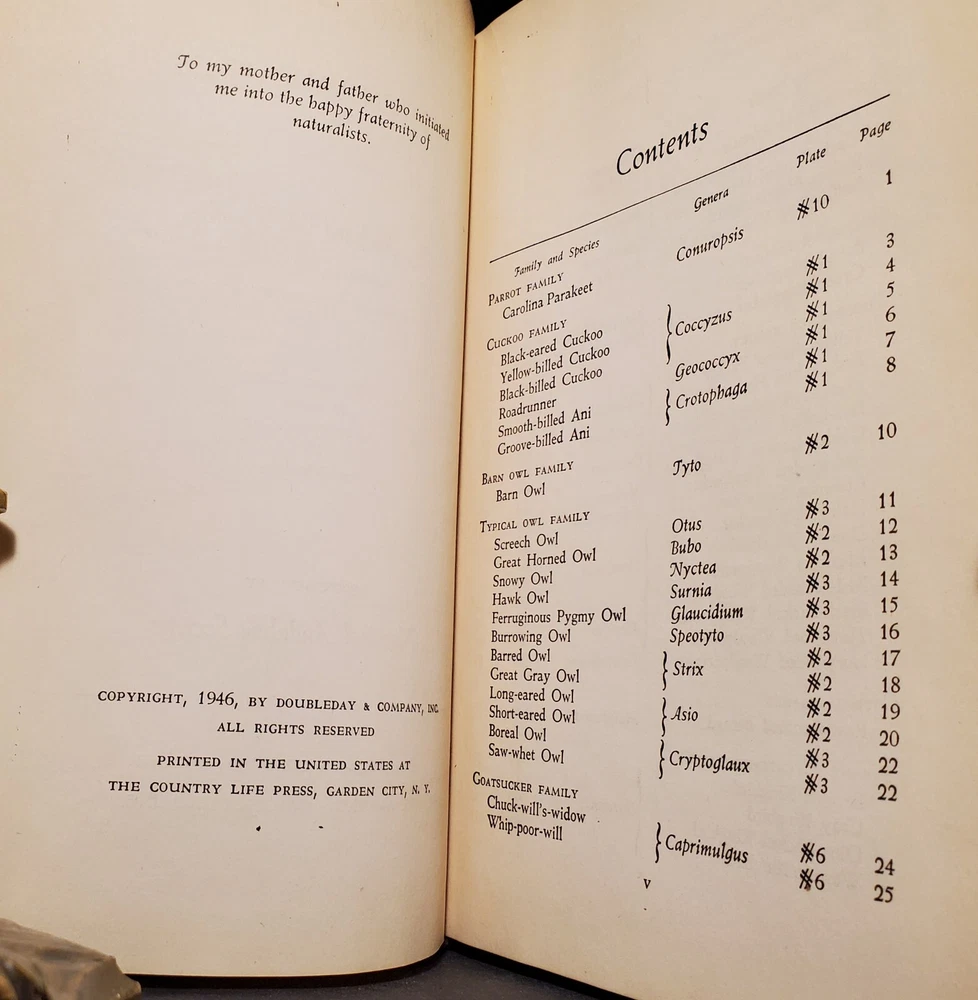 To my mother and father who initiated
me into the happy fraternity of
naturalists.
COPYRIGHT, 1946, BY DOUBLEDAY & COMPANY, INC.
ALL RIGHTS RESERVED
PRINTED IN THE UNITED STATES AT
THE COUNTRY LIFE PRESS, GARDEN CITY, N. Y.
Contents
Family and Species Genera Plate Page
PARROT FAMILY 1
Carolina Parakeet Conuropsis #10
CUCKOO FAMILY 3
Black-eared Cuckoo } Coccyzus #1 4
Yellow-billed Cuckoo #1 5
Black-billed Cuckoo #1 6
Roadrunner Geococcyx #1 7
Smooth-billed Ani } Crotophaga #1 8
Groove-billed Ani #1
BARN OWL FAMILY
Barn Owl Tyto #2 10
TYPICAL OWL FAMILY
Screech Owl Otus #3 11
Great Horned Owl Bubo #2 12
Snowy Owl Nyctea #2 13
Hawk Owl Surnia #3 14
Ferruginous Pygmy Owl Glaucidium #3 15
Burrowing Owl Speotyto #3 16
Barred Owl } Strix #2 17
Great Gray Owl #2 18
Long-eared Owl } Asio #2 19
Short-eared Owl #2 20
Boreal Owl } Cryptoglaux #3 22
Saw-whet Owl #3 22
GOATSUCKER FAMILY
Chuck-will's-widow } Caprimulgus #6 24
Whip-poor-will #6 25
v